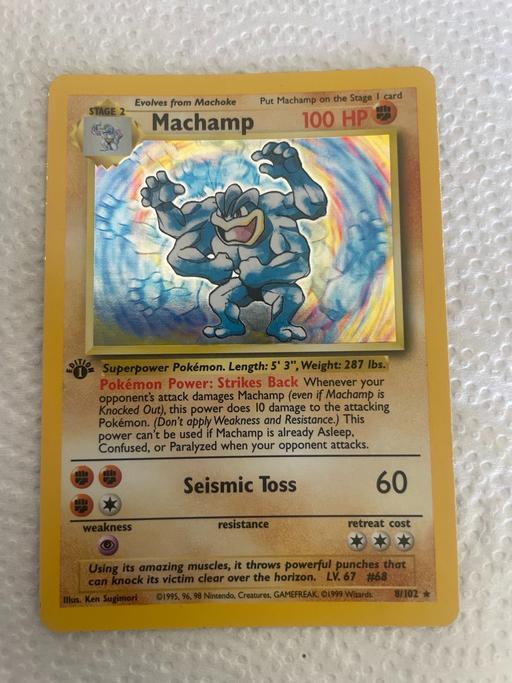 Evolves from Machoke Put Machamp on the Stage 1 card
STAGE 2
Machamp 100 HP
EDITION 1
Superpower Pokémon. Length: 5' 3", Weight: 287 lbs.
Pokémon Power: Strikes Back Whenever your
opponent's attack damages Machamp (even if Machamp is
Knocked Out), this power does 10 damage to the attacking
Pokémon. (Don't apply Weakness and Resistance.) This
power can't be used if Machamp is already Asleep,
Confused, or Paralyzed when your opponent attacks.
Seismic Toss 60
weakness resistance retreat cost
Using its amazing muscles, it throws powerful punches that
can knock its victim clear over the horizon. LV. 67 #68
Illus. Ken Sugimori ©1995, 96, 98 Nintendo, Creatures, GAMEFREAK. ©1999 Wizards. 8/102 ★